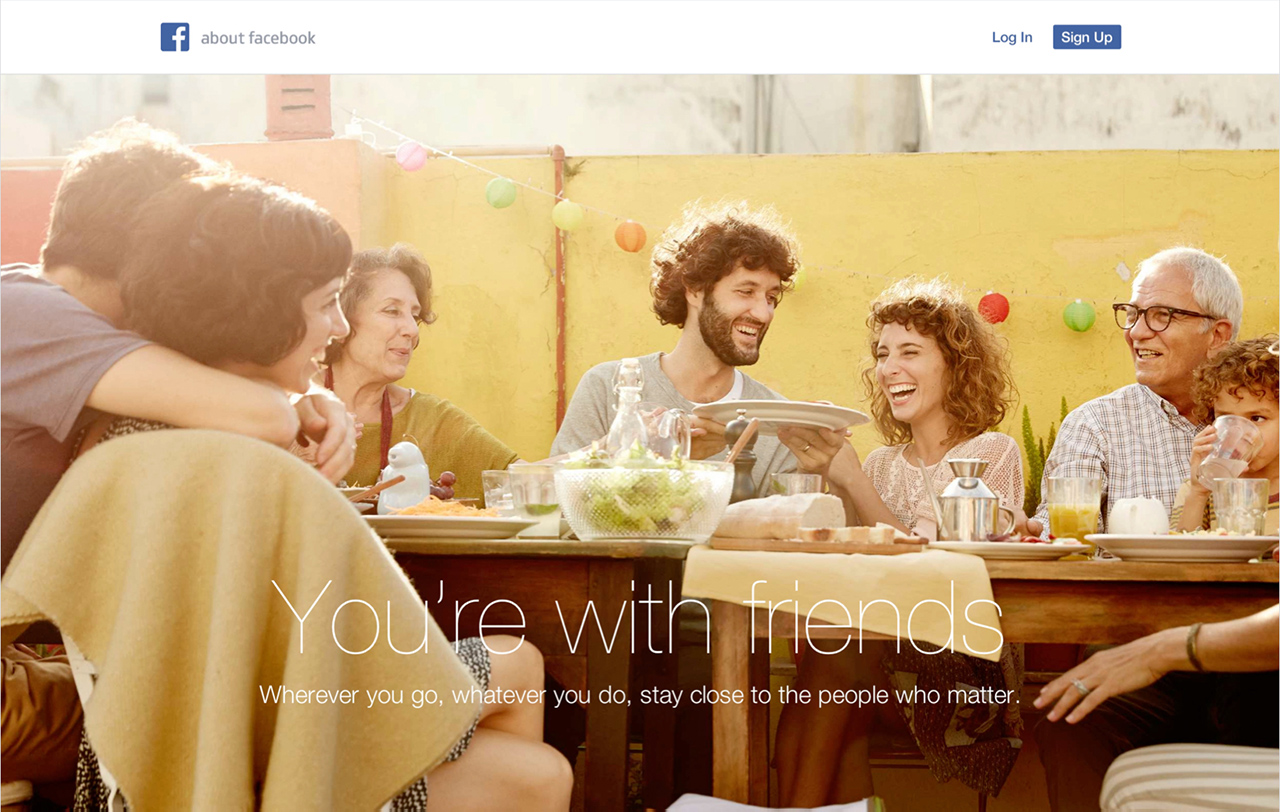 about facebook
Log In
Sign Up
You're with friends
Wherever you go, whatever you do, stay close to the people who matter.